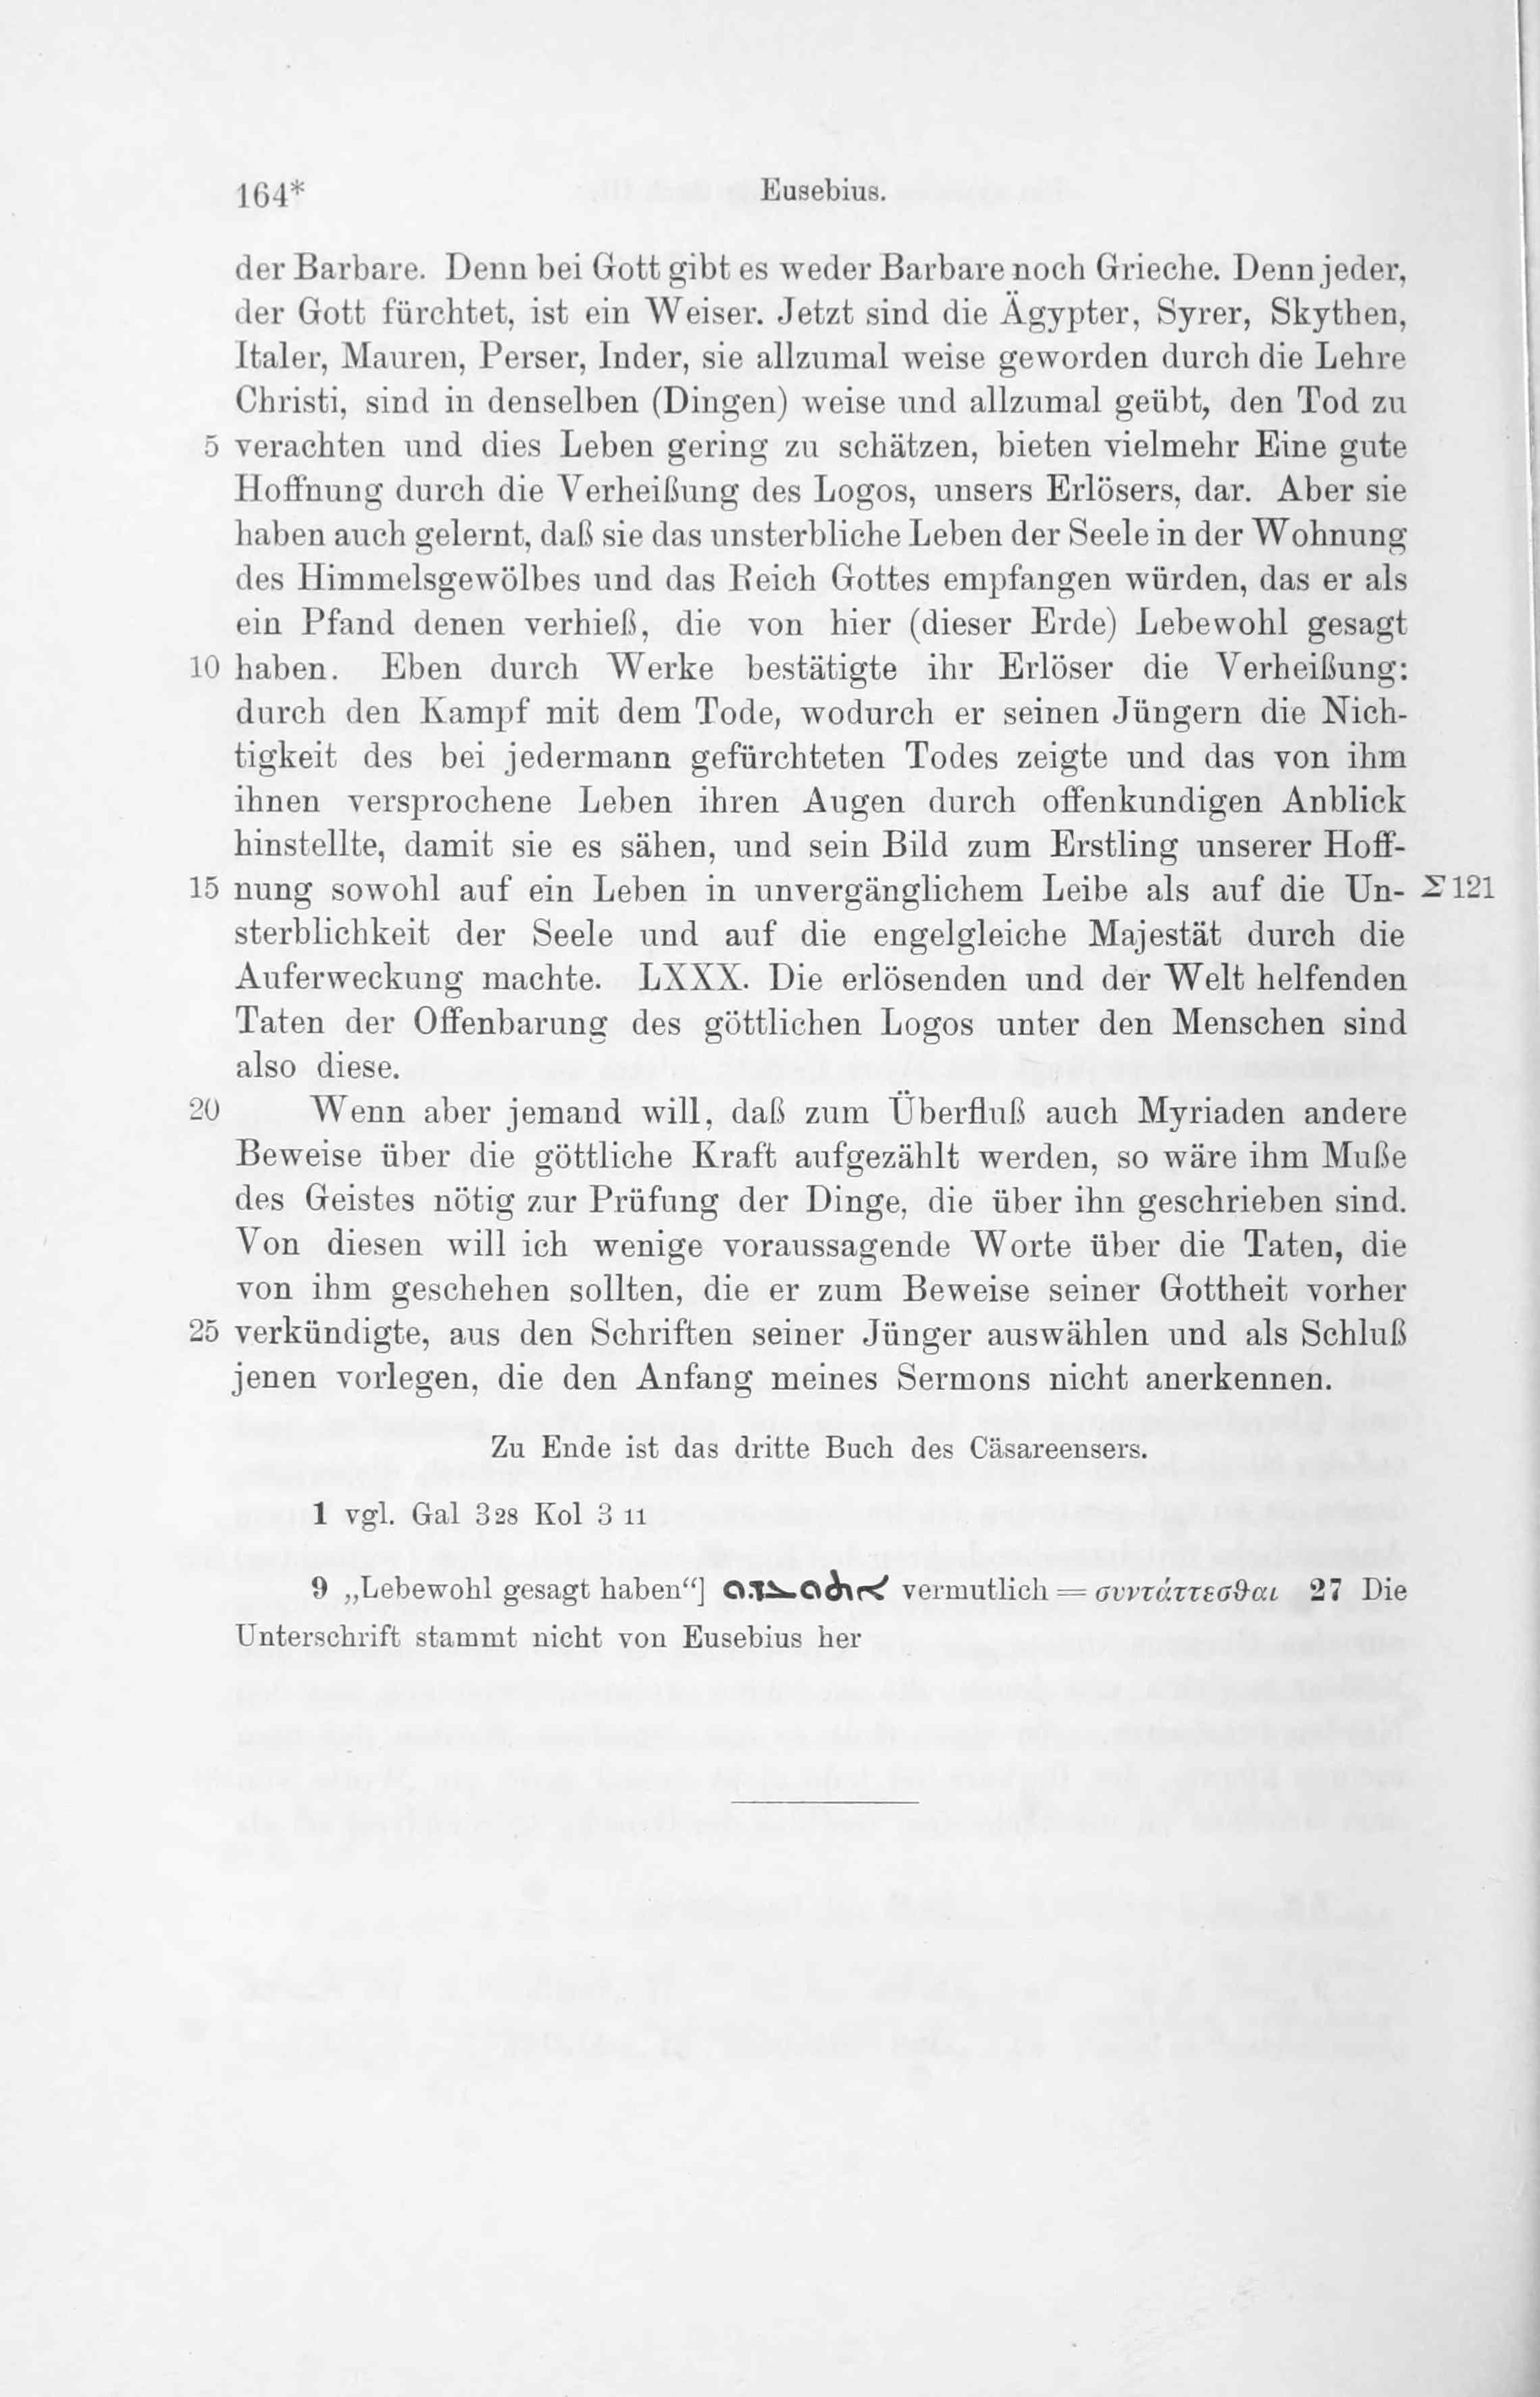 164* Eusebius.
der Barbare. Denn bei Gott gibt es weder Barbare noch Grieche. Denn jeder,
der Gott fürchtet, ist ein Weiser. Jetzt sind die Ägypter, Syrer, Skythen,
Italer, Mauren, Perser, Inder, sie allzumal weise geworden durch die Lehre
Christi, sind in denselben (Dingen) weise und allzumal geübt, den Tod zu
5 verachten und dies Leben gering zu schätzen, bieten vielmehr Eine gute
Hoffnung durch die Verheißung des Logos, unsers Erlösers, dar. Aber sie
haben auch gelernt, daß sie das unsterbliche Leben der Seele in der Wohnung
des Himmelsgewölbes und das Reich Gottes empfangen würden, das er als
ein Pfand denen verhieß, die von hier (dieser Erde) Lebewohl gesagt
10 haben. Eben durch Werke bestätigte ihr Erlöser die Verheißung:
durch den Kampf mit dem Tode, wodurch er seinen Jüngern die Nich-
tigkeit des bei jedermann gefürchteten Todes zeigte und das von ihm
ihnen versprochene Leben ihren Augen durch offenkundigen Anblick
hinstellte, damit sie es sähen, und sein Bild zum Erstling unserer Hoff-
15 nung sowohl auf ein Leben in unvergänglichem Leibe als auf die Un- Σ 121
sterblichkeit der Seele und auf die engelgleiche Majestät durch die
Auferweckung machte. LXXX. Die erlösenden und der Welt helfenden
Taten der Offenbarung des göttlichen Logos unter den Menschen sind
also diese.
20 Wenn aber jemand will, daß zum Überfluß auch Myriaden andere
Beweise über die göttliche Kraft aufgezählt werden, so wäre ihm Muße
des Geistes nötig zur Prüfung der Dinge, die über ihn geschrieben sind.
Von diesen will ich wenige voraussagende Worte über die Taten, die
von ihm geschehen sollten, die er zum Beweise seiner Gottheit vorher
25 verkündigte, aus den Schriften seiner Jünger auswählen und als Schluß
jenen vorlegen, die den Anfang meines Sermons nicht anerkennen.
Zu Ende ist das dritte Buch des Cäsareensers.
1 vgl. Gal 3 28 Kol 3 11
9 „Lebewohl gesagt haben“] vermutlich = συντάττεσθαι 27 Die
Unterschrift stammt nicht von Eusebius her